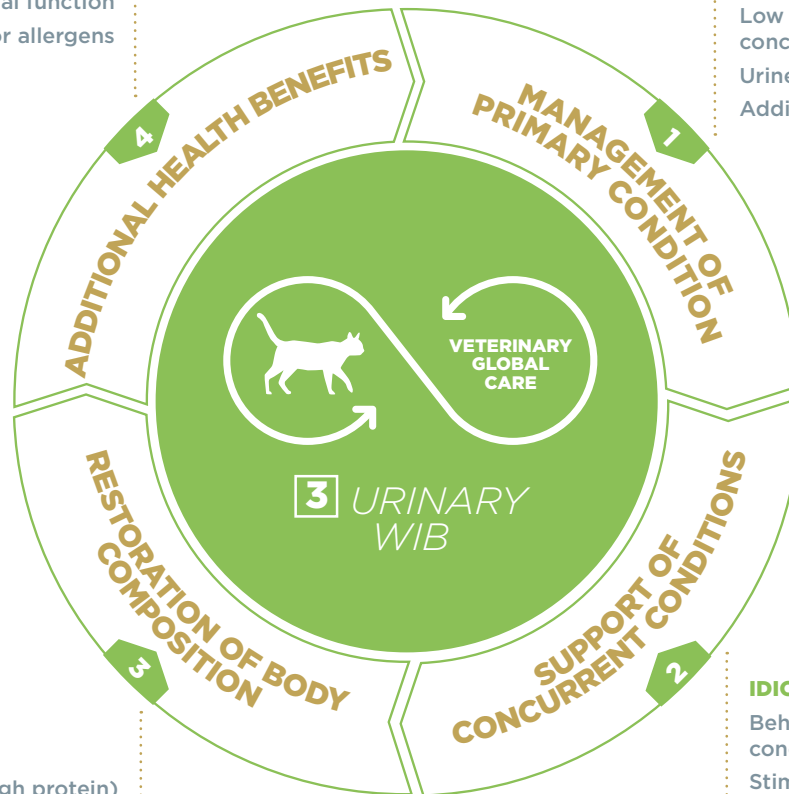 al function
or allergens
Low
conc
Urine
Addi
4
ADDITIONAL HEALTH BENEFITS
1
MANAGEMENT OF
PRIMARY CONDITION
VETERINARY
GLOBAL
CARE
3 URINARY
WIB
3
RESTORATION OF BODY
COMPOSITION
2
SUPPORT OF
CONCURRENT CONDITIONS
IDIO
Beh
con
Stim
gh protein)